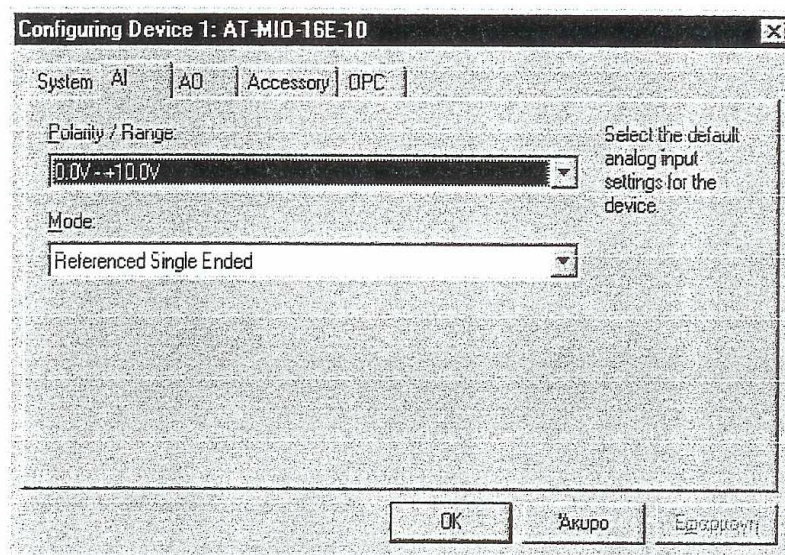 Configuring Device 1: AT-MIO-16E-10
System AI AO Accessory OPC
Polarity / Range:
0.0V - +10.0V
Mode:
Referenced Single Ended
Select the default
analog input
settings for the
device.
OK Άκυρο Εφαρμογή